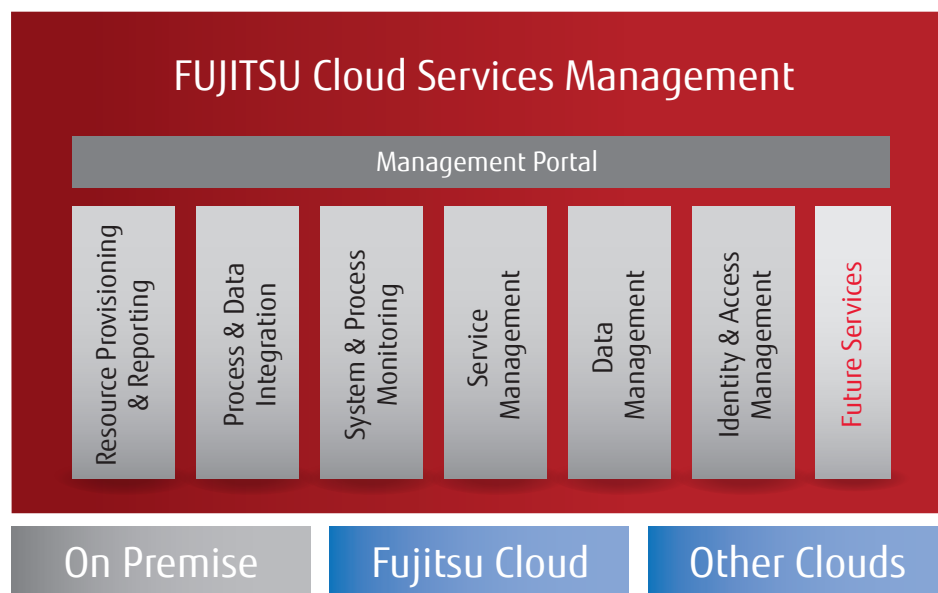 FUJITSU Cloud Services Management
Management Portal
Resource Provisioning
& Reporting
Process & Data
Integration
System & Process
Monitoring
Service
Management
Data
Management
Identity & Access
Management
Future Services
On Premise
Fujitsu Cloud
Other Clouds